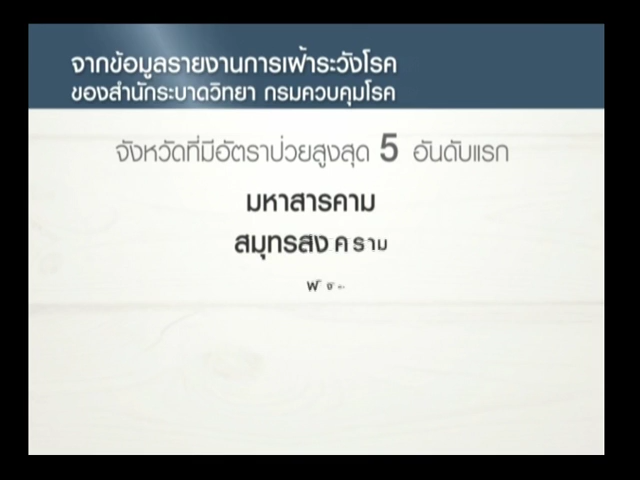 จากข้อมูลรายงานการเฝ้าระวังโรค
ของสำนักระบาดวิทยา กรมควบคุมโรค
จังหวัดที่มีอัตราป่วยสูงสุด 5 อันดับแรก
มหาสารคาม
สมุทรสงคราม